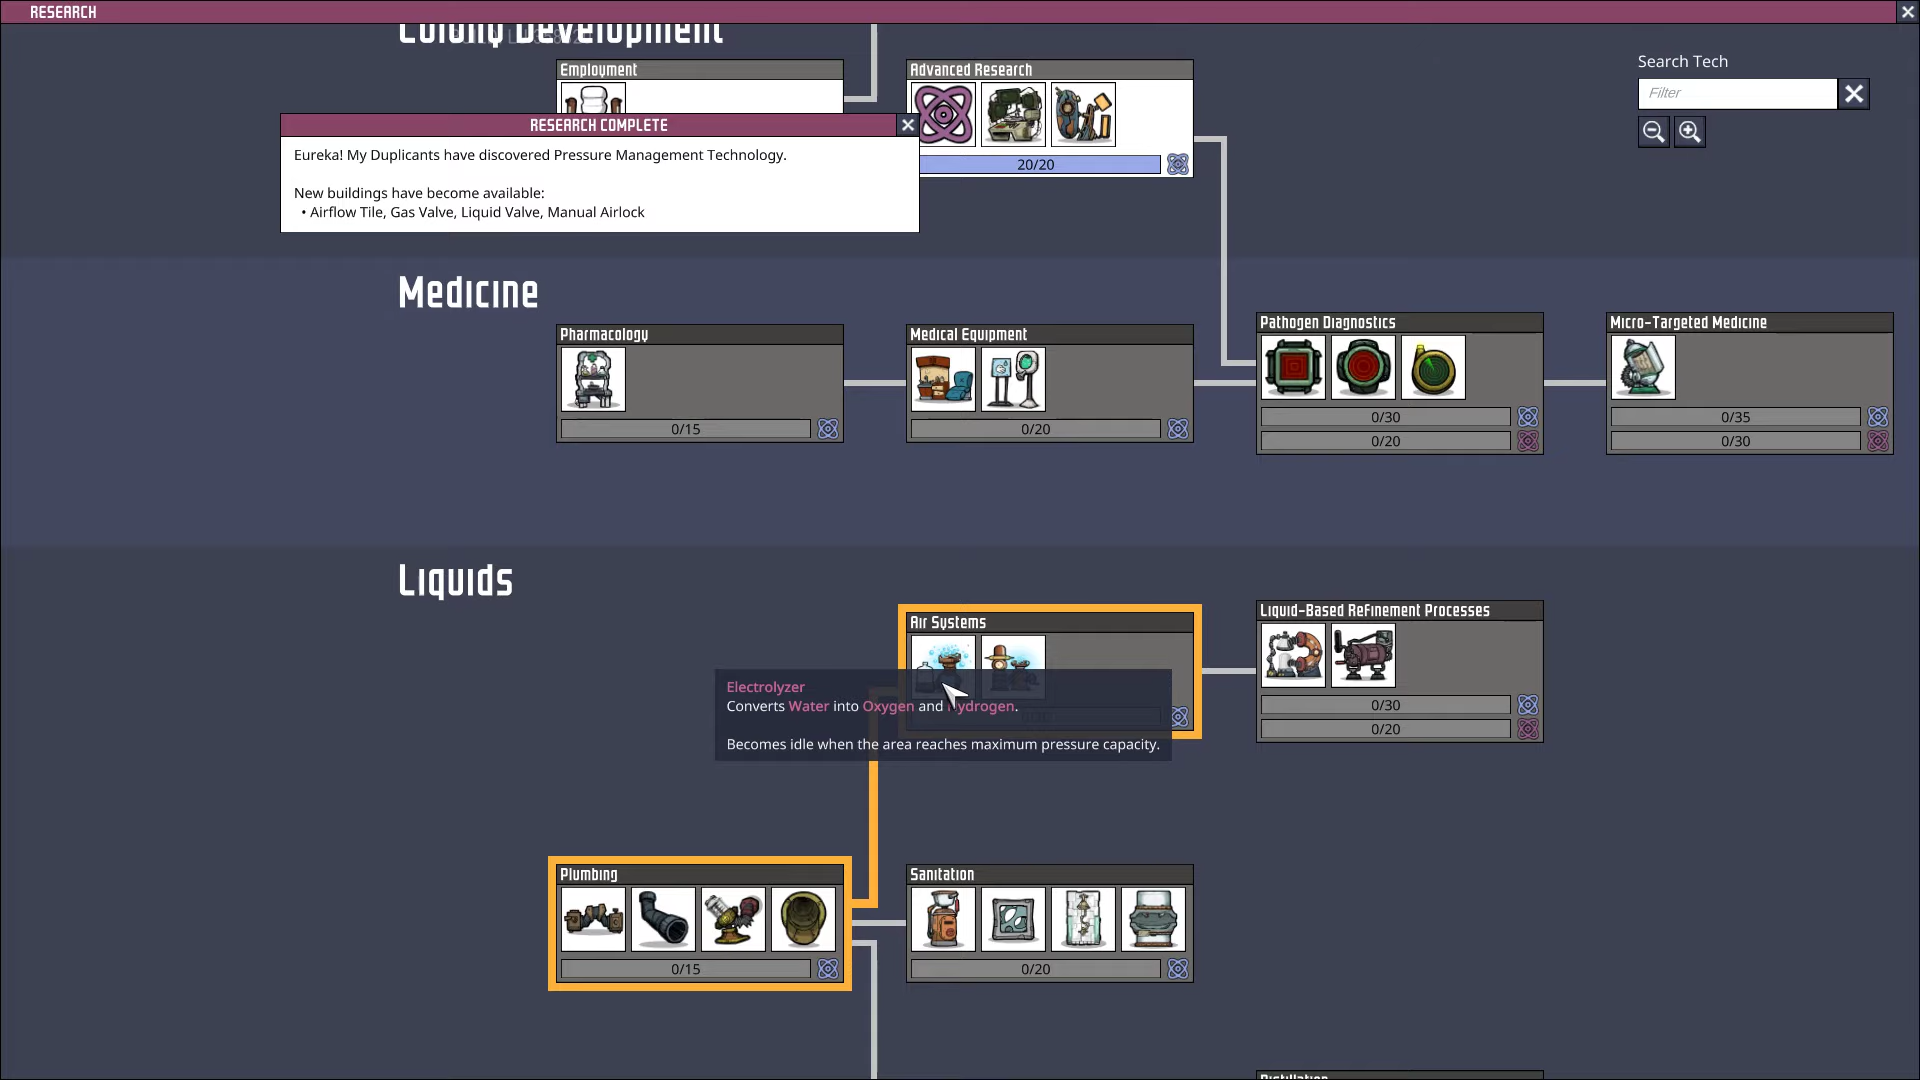 RESEARCH
Colony Development
Search Tech
Filter
Employment
Advanced Research
20/20
RESEARCH COMPLETE
Eureka! My Duplicants have discovered Pressure Management Technology.
New buildings have become available:
• Airflow Tile, Gas Valve, Liquid Valve, Manual Airlock
Medicine
Pharmacology
0/15
Medical Equipment
0/20
Pathogen Diagnostics
0/30
0/20
Micro-Targeted Medicine
0/35
0/30
Liquids
Air Systems
Electrolyzer
Converts Water into Oxygen and Hydrogen.
Becomes idle when the area reaches maximum pressure capacity.
Liquid-Based Refinement Processes
0/30
0/20
Plumbing
0/15
Sanitation
0/20
Distillation